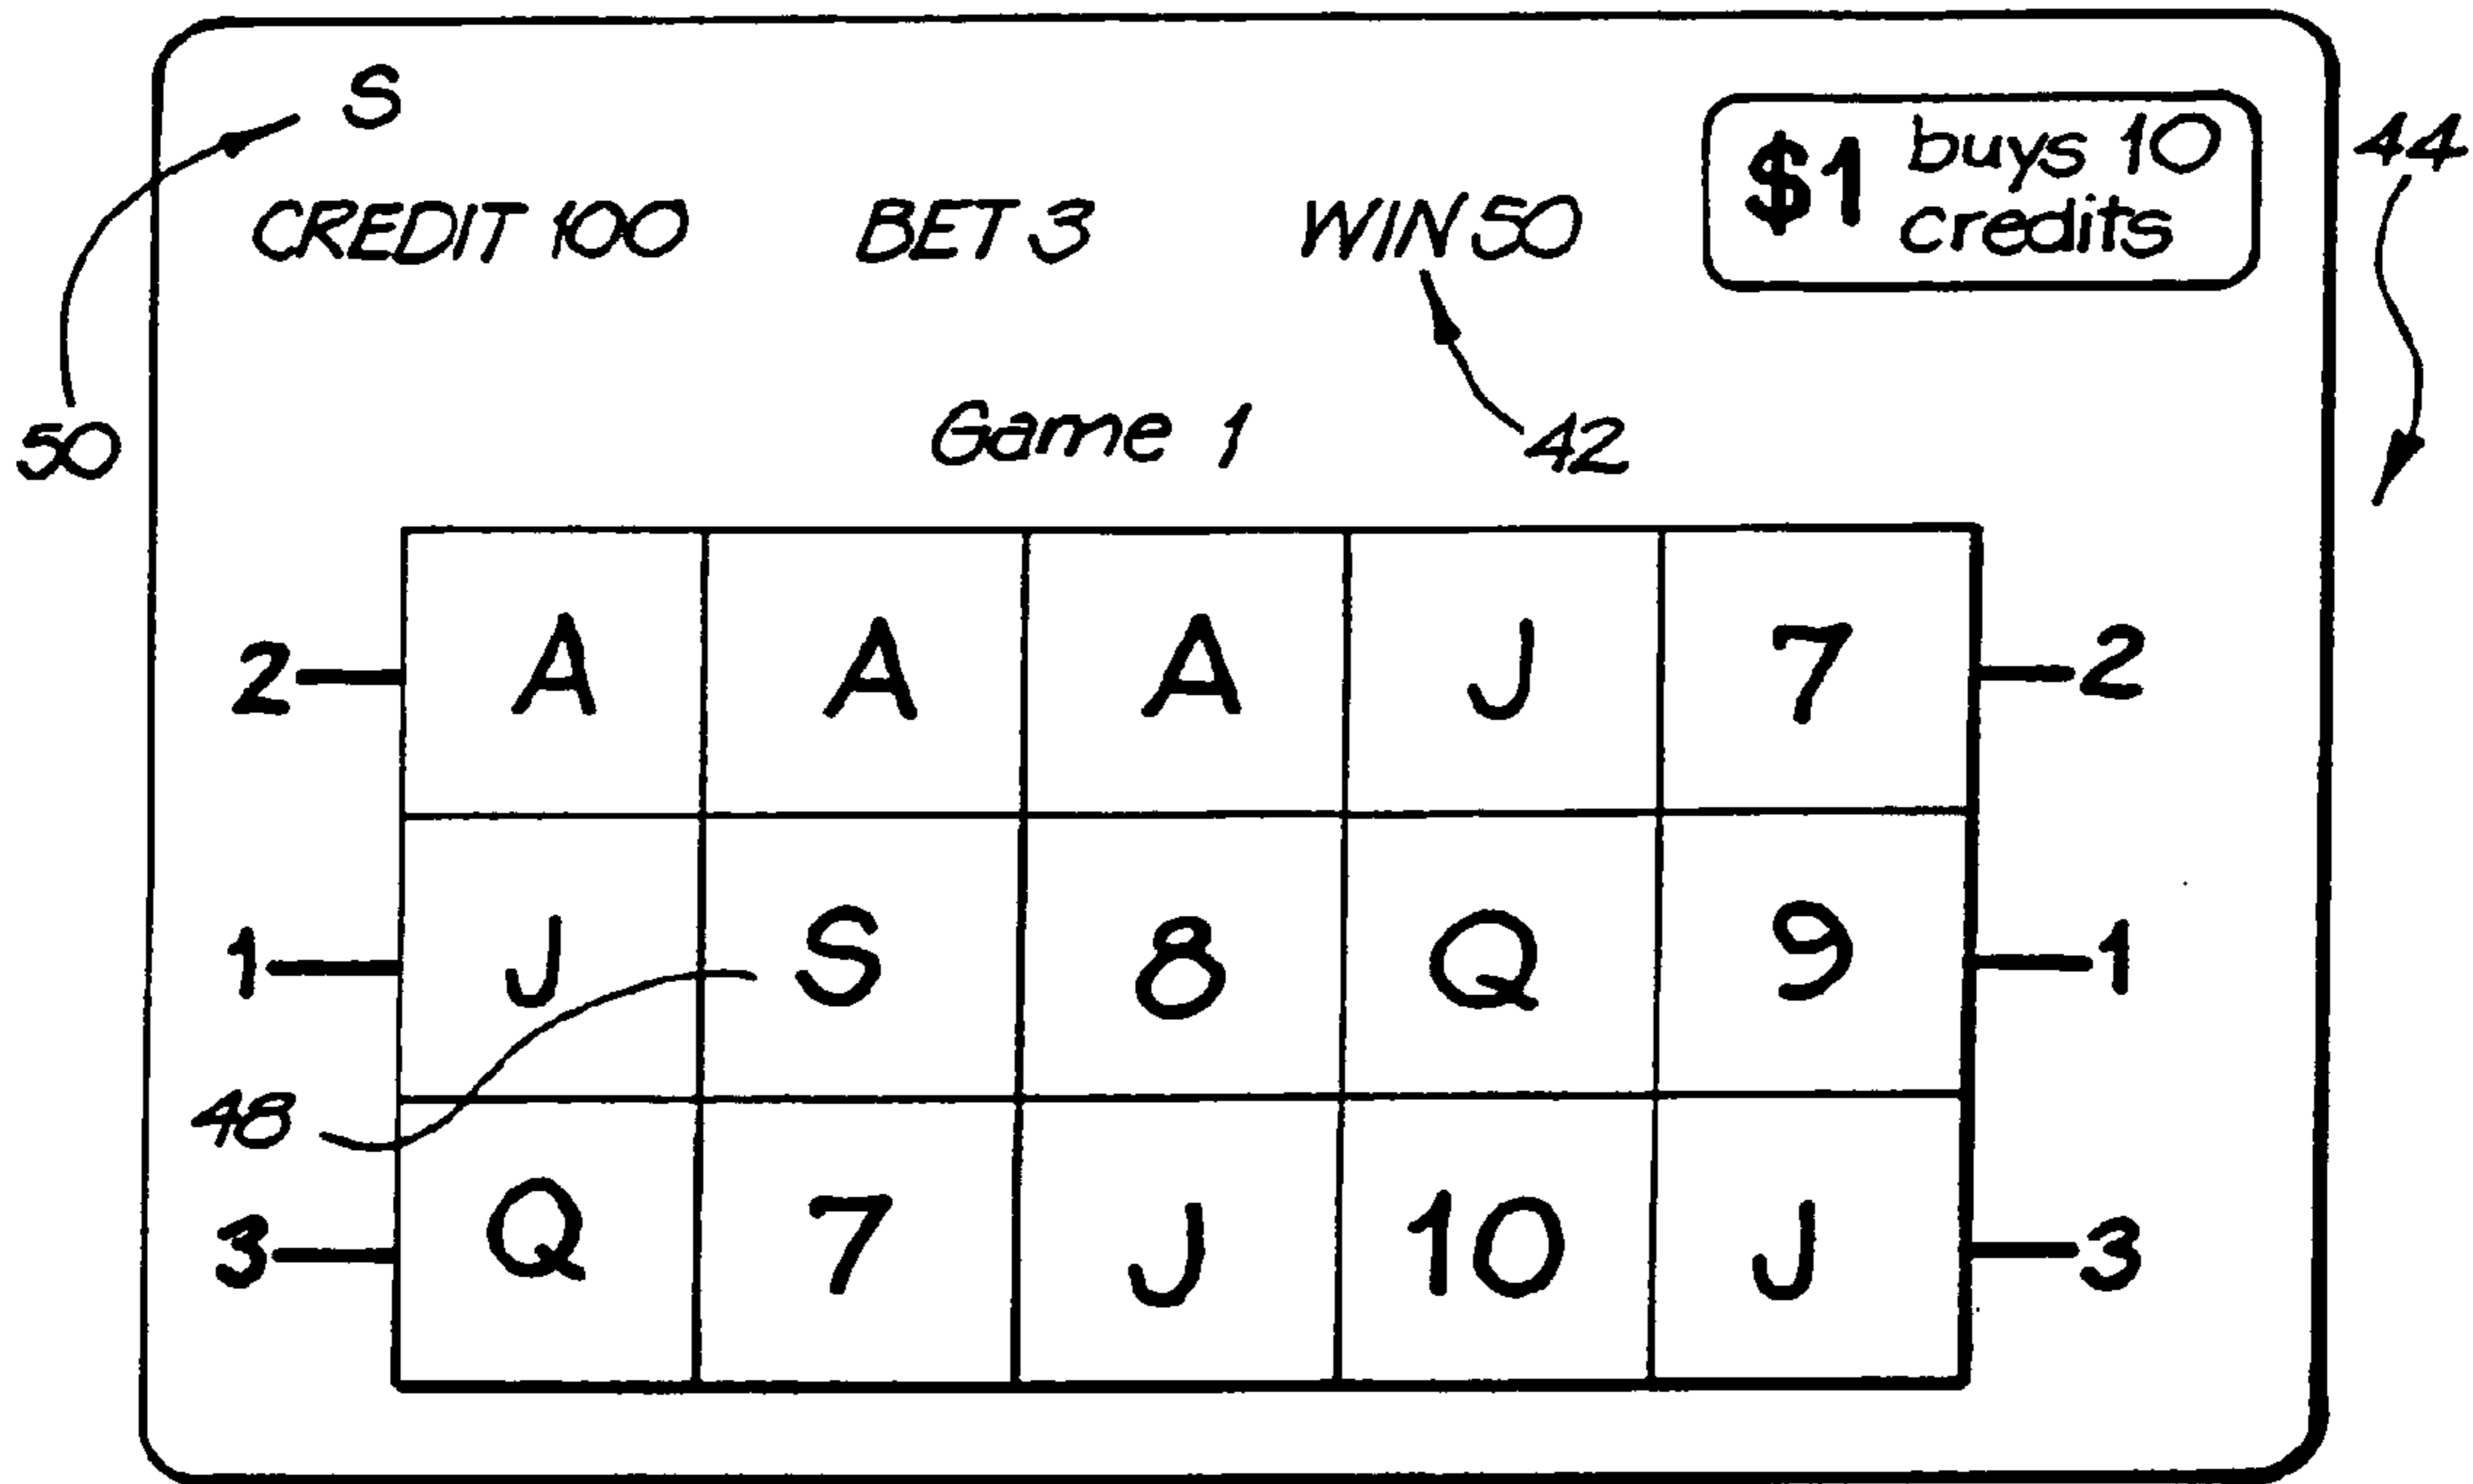 S
$1 buys 10 credits
44
CREDIT 100 BET 3 WIN 50
50
Game 1
42
2 A A A J 7 2
1 J S 8 Q 9 1
48
3 Q 7 J 10 J 3